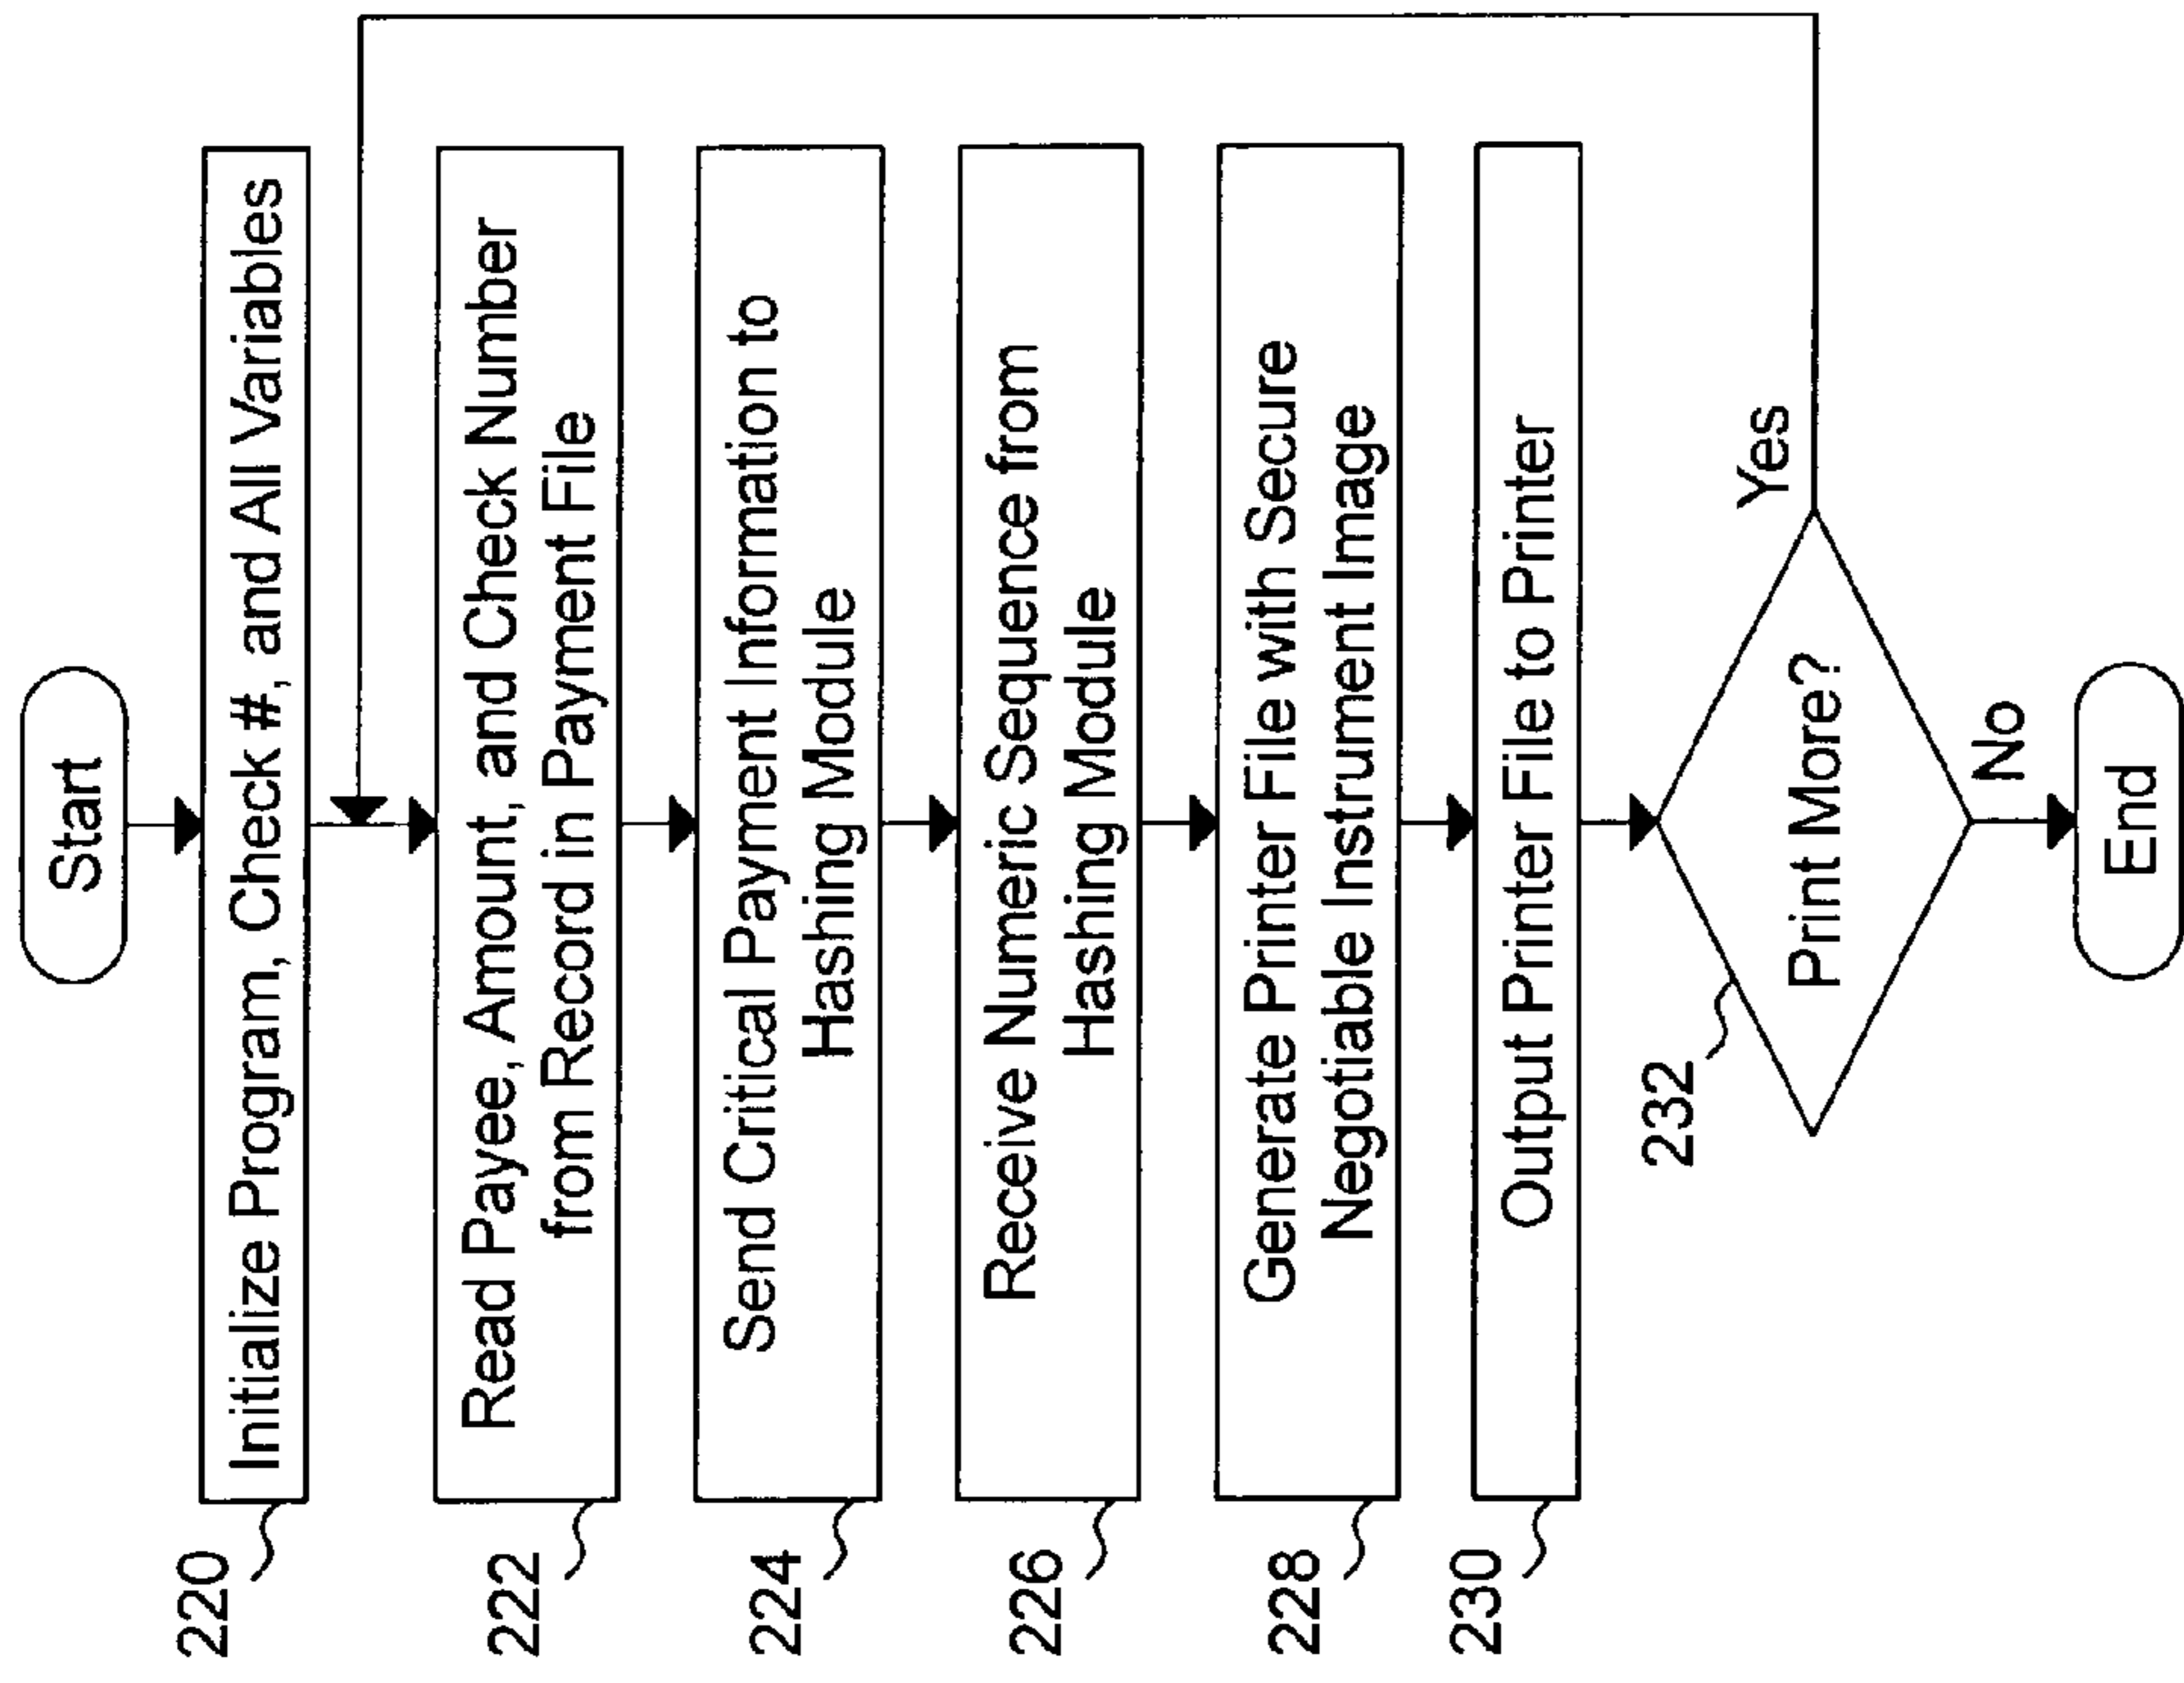 Start
220
Initialize Program, Check #, and All Variables
222
Read Payee, Amount, and Check Number
from Record in Payment File
224
Send Critical Payment Information to
Hashing Module
226
Receive Numeric Sequence from
Hashing Module
228
Generate Printer File with Secure
Negotiable Instrument Image
230
Output Printer File to Printer
232
Print More?
Yes
No
End